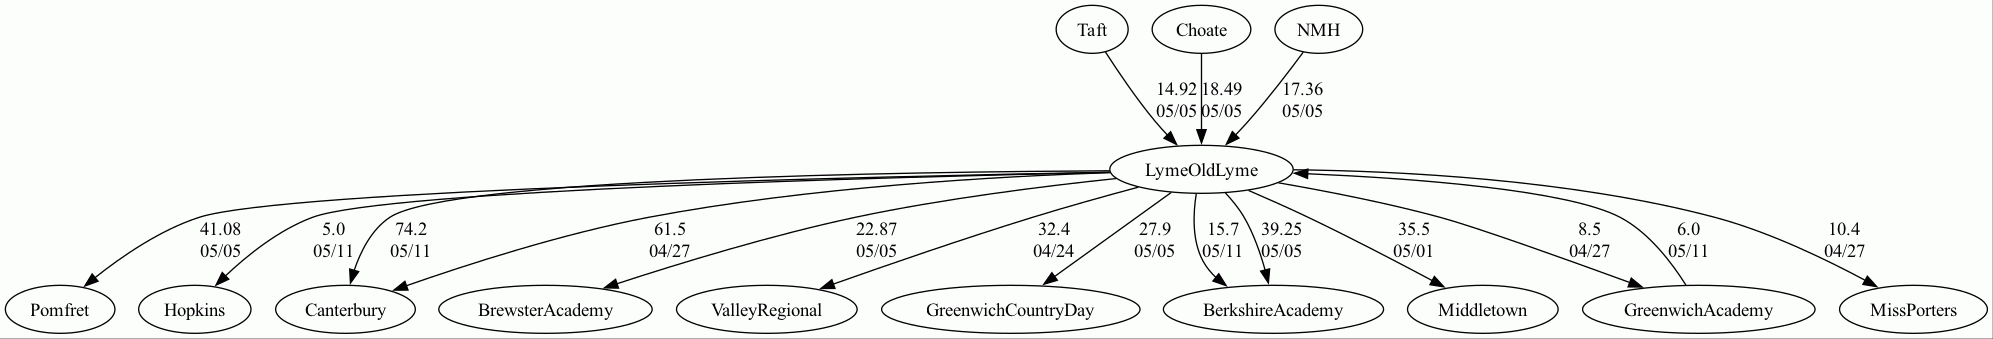 Taft
Choate
NMH
14.92
05/05
18.49
05/05
17.36
05/05
LymeOldLyme
41.08
05/05
5.0
05/11
74.2
05/11
61.5
04/27
22.87
05/05
32.4
04/24
27.9
05/05
15.7
05/11
39.25
05/05
35.5
05/01
8.5
04/27
6.0
05/11
10.4
04/27
Pomfret
Hopkins
Canterbury
BrewsterAcademy
ValleyRegional
GreenwichCountryDay
BerkshireAcademy
Middletown
GreenwichAcademy
MissPorters